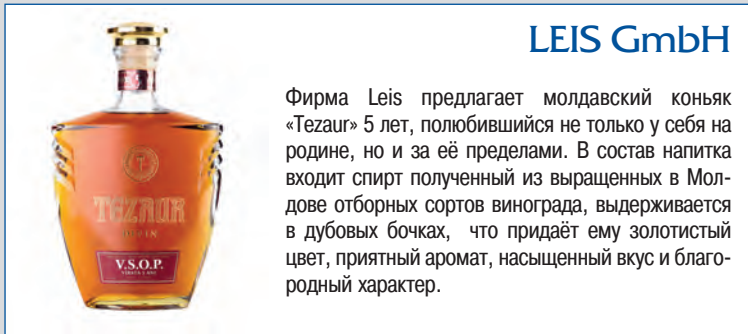 LEIS GmbH
Фирма Leis предлагает молдавский коньяк
«Tezaur» 5 лет, полюбившийся не только у себя на
родине, но и за её пределами. В состав напитка
входит спирт полученный из выращенных в Мол-
дове отборных сортов винограда, выдерживается
в дубовых бочках, что придаёт ему золотистый
цвет, приятный аромат, насыщенный вкус и благо-
родный характер.
TEZAUR
V.S.O.P.